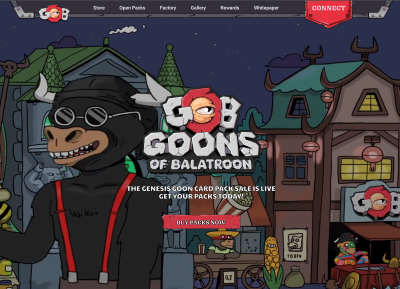 GOB
Store
Open Packs
Factory
Gallery
Rewards
Whitepaper
CONNECT
GOB
GOONS
OF BALATROON
THE GENESIS GOON CARD PACK SALE IS LIVE
GET YOUR PACKS TODAY!
BUY PACKS NOW
GOB